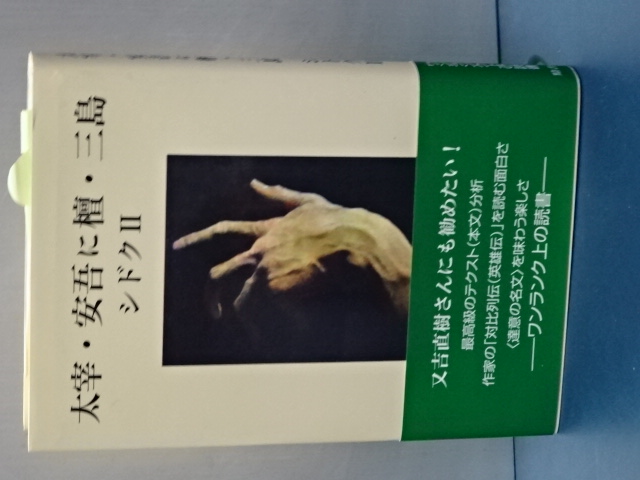 太宰・安吾に檀・三島
シドクⅡ
又吉直樹さんにも勧めたい！
最高級のテクスト〈本文〉分析
作家の「対比列伝〈英雄伝〉」を読む面白さ
〈達意の名文〉を味わう楽しさ
――ワンランク上の読書――